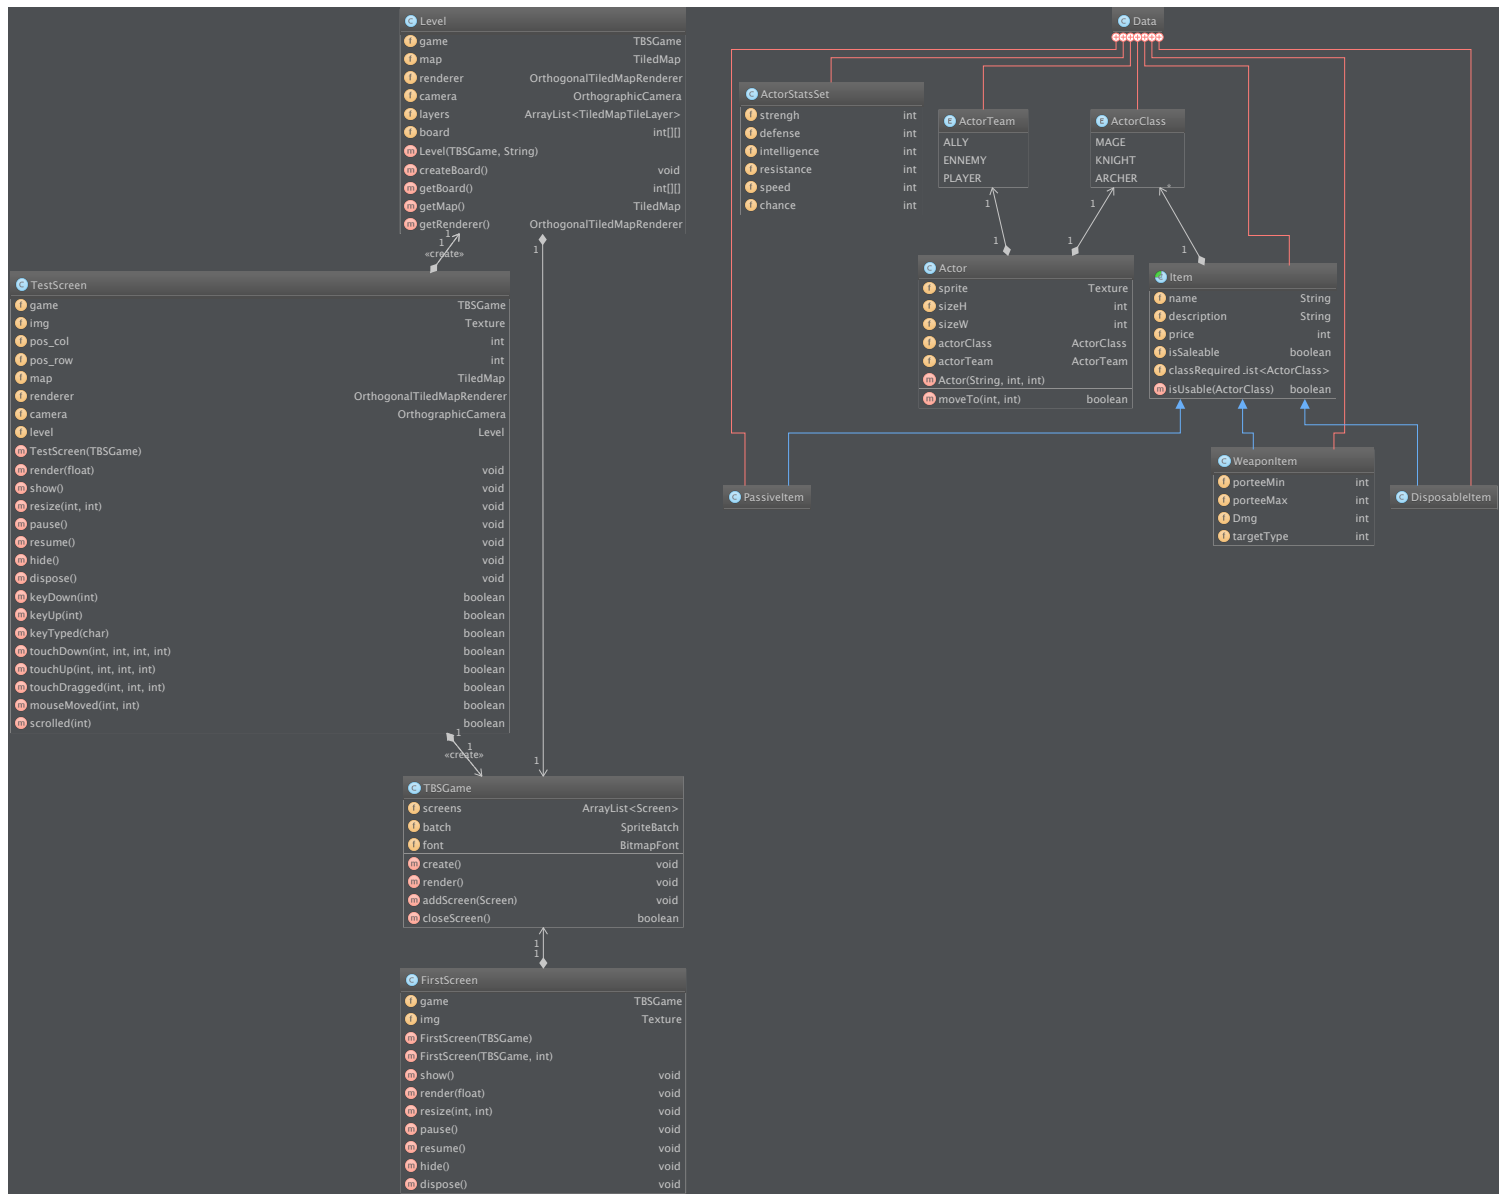 Level
game TBSGame
map TiledMap
renderer OrthogonalTiledMapRenderer
camera OrthographicCamera
layers ArrayList<TiledMapTileLayer>
board int[][]
Level(TBSGame, String)
createBoard() void
getBoard() int[][]
getMap() TiledMap
getRenderer() OrthogonalTiledMapRenderer
1
1
«create»
1
TestScreen
game TBSGame
img Texture
pos_col int
pos_row int
map TiledMap
renderer OrthogonalTiledMapRenderer
camera OrthographicCamera
level Level
TestScreen(TBSGame)
render(float) void
show() void
resize(int, int) void
pause() void
resume() void
hide() void
dispose() void
keyDown(int) boolean
keyUp(int) boolean
keyTyped(char) boolean
touchDown(int, int, int, int) boolean
touchUp(int, int, int, int) boolean
touchDragged(int, int, int) boolean
mouseMoved(int, int) boolean
scrolled(int) boolean
1
1
«create»
1
TBSGame
screens ArrayList<Screen>
batch SpriteBatch
font BitmapFont
create() void
render() void
addScreen(Screen) void
closeScreen() boolean
1
1
FirstScreen
game TBSGame
img Texture
FirstScreen(TBSGame)
FirstScreen(TBSGame, int)
show() void
render(float) void
resize(int, int) void
pause() void
resume() void
hide() void
dispose() void
Data
ActorStatsSet
strengh int
defense int
intelligence int
resistance int
speed int
chance int
ActorTeam
ALLY
ENNEMY
PLAYER
ActorClass
MAGE
KNIGHT
ARCHER
*
1
1
1
1
1
Actor
sprite Texture
sizeH int
sizeW int
actorClass ActorClass
actorTeam ActorTeam
Actor(String, int, int)
moveTo(int, int) boolean
Item
name String
description String
price int
isSaleable boolean
classRequired .ist<ActorClass>
isUsable(ActorClass) boolean
PassiveItem
WeaponItem
porteeMin int
porteeMax int
Dmg int
targetType int
DisposableItem